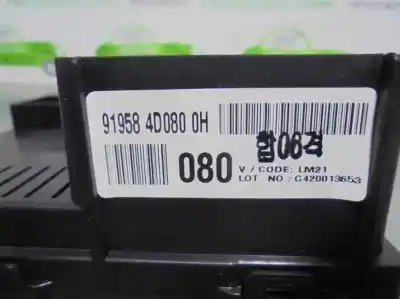 91958 4D080 0H
합06격
080
V / CODE: LM21
LOT NO : G420013653